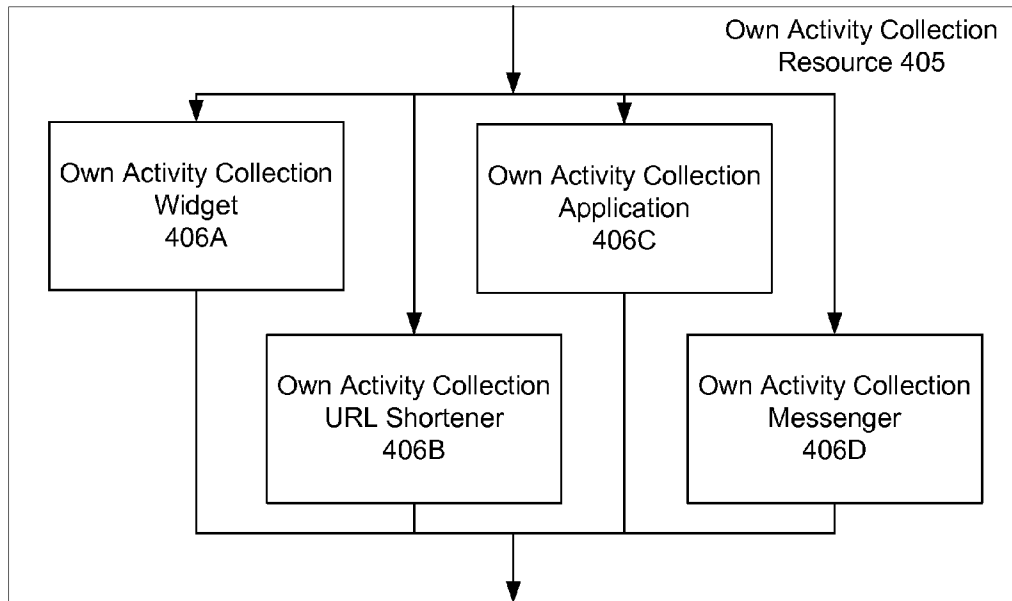 Own Activity Collection
Resource 405
Own Activity Collection
Widget
406A
Own Activity Collection
Application
406C
Own Activity Collection
URL Shortener
406B
Own Activity Collection
Messenger
406D